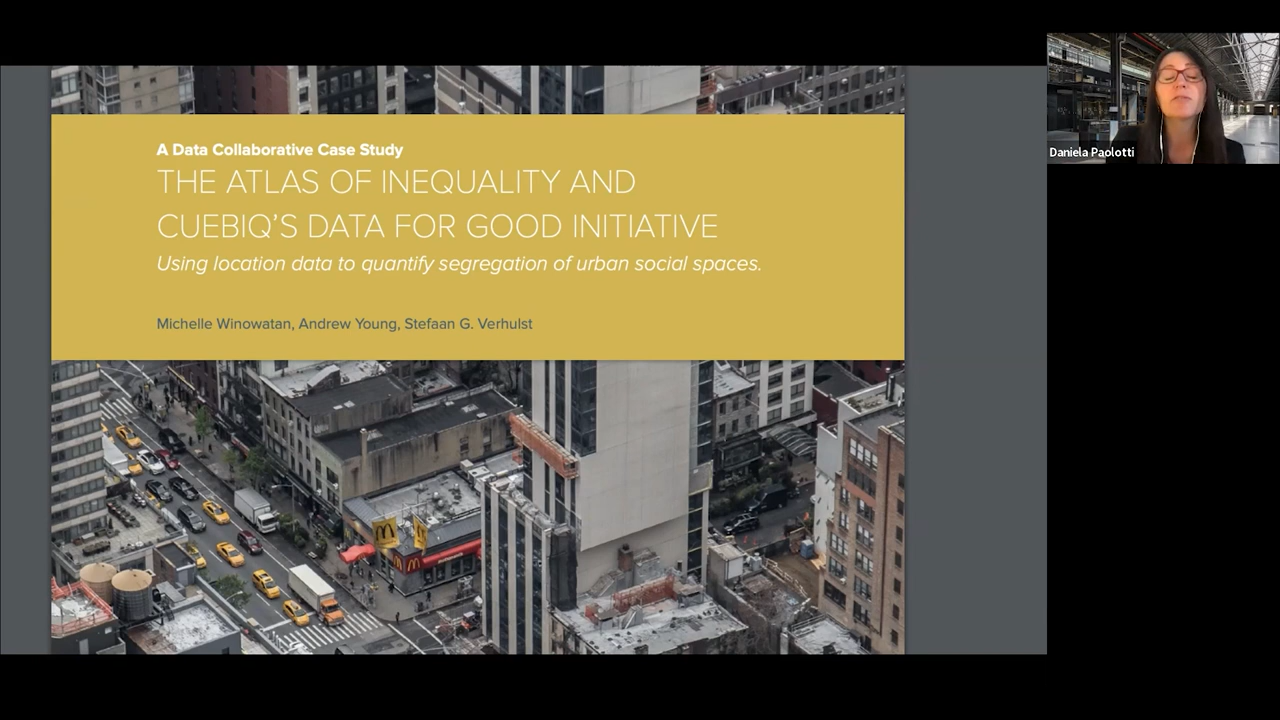 A Data Collaborative Case Study
THE ATLAS OF INEQUALITY AND
CUEBIQ'S DATA FOR GOOD INITIATIVE
Using location data to quantify segregation of urban social spaces.
Michelle Winowatan, Andrew Young, Stefaan G. Verhulst
Daniela Paolotti